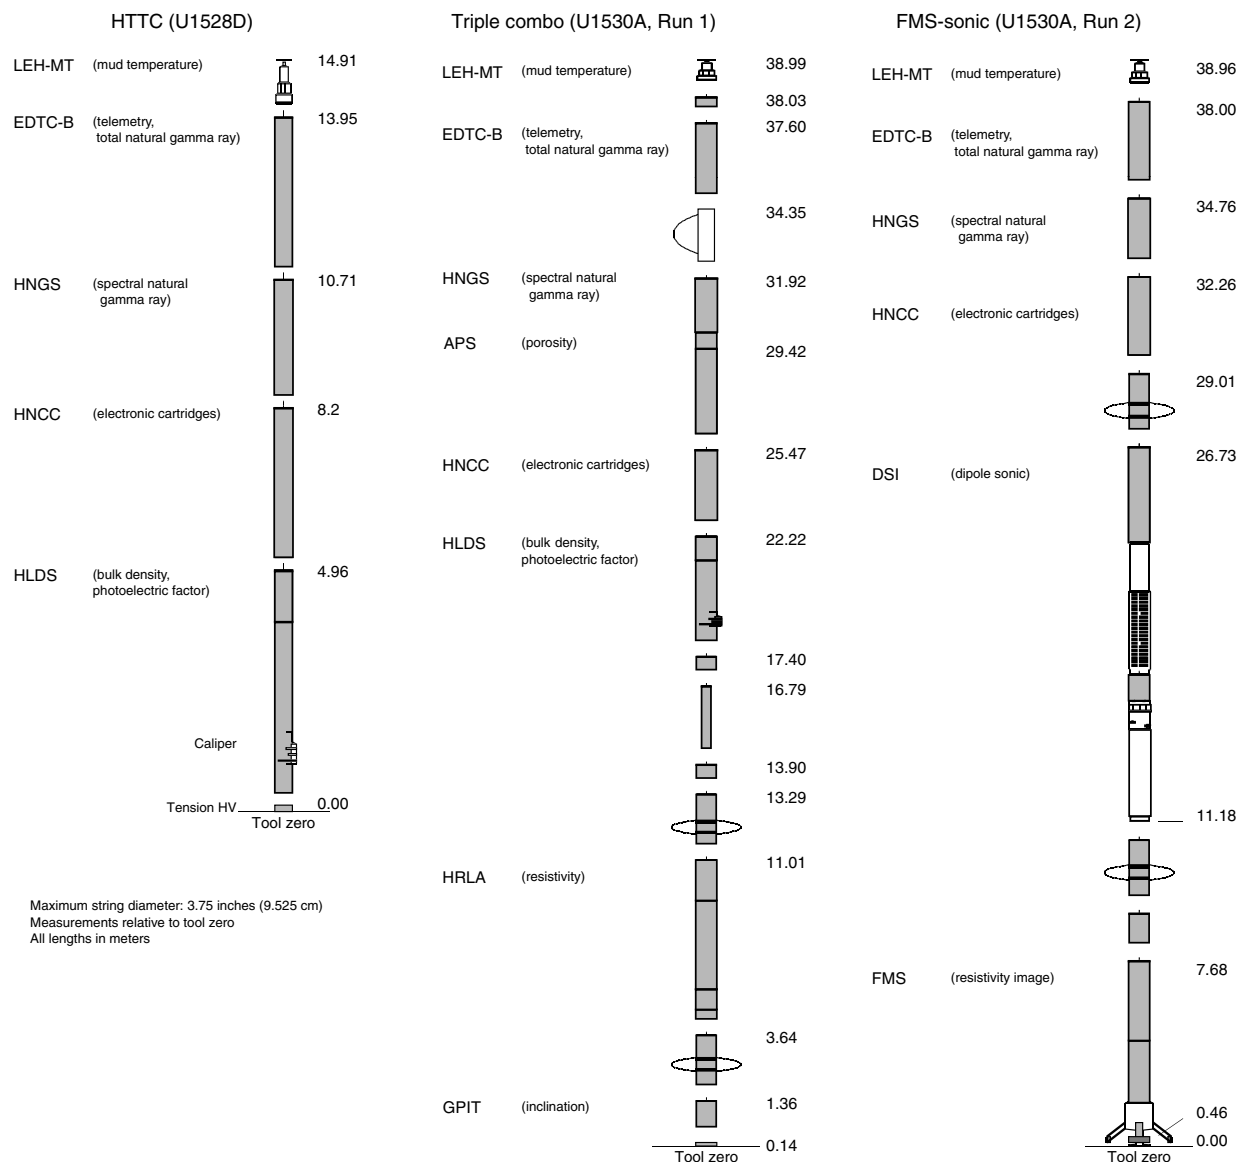 HTTC (U1528D)
LEH-MT (mud temperature) 14.91
EDTC-B (telemetry, 13.95
total natural gamma ray)
HNGS (spectral natural 10.71
gamma ray)
HNCC (electronic cartridges) 8.2
HLDS (bulk density, 4.96
photoelectric factor)
Caliper
Tension HV 0.00
Tool zero
Maximum string diameter: 3.75 inches (9.525 cm)
Measurements relative to tool zero
All lengths in meters
Triple combo (U1530A, Run 1)
LEH-MT (mud temperature) 38.99
38.03
EDTC-B (telemetry, 37.60
total natural gamma ray)
34.35
HNGS (spectral natural 31.92
gamma ray)
APS (porosity) 29.42
HNCC (electronic cartridges) 25.47
HLDS (bulk density, 22.22
photoelectric factor)
17.40
16.79
13.90
13.29
HRLA (resistivity) 11.01
3.64
GPIT (inclination) 1.36
0.14
Tool zero
FMS-sonic (U1530A, Run 2)
LEH-MT (mud temperature) 38.96
38.00
EDTC-B (telemetry,
total natural gamma ray)
HNGS (spectral natural 34.76
gamma ray)
32.26
HNCC (electronic cartridges)
29.01
DSI (dipole sonic) 26.73
11.18
FMS (resistivity image) 7.68
0.46
0.00
Tool zero